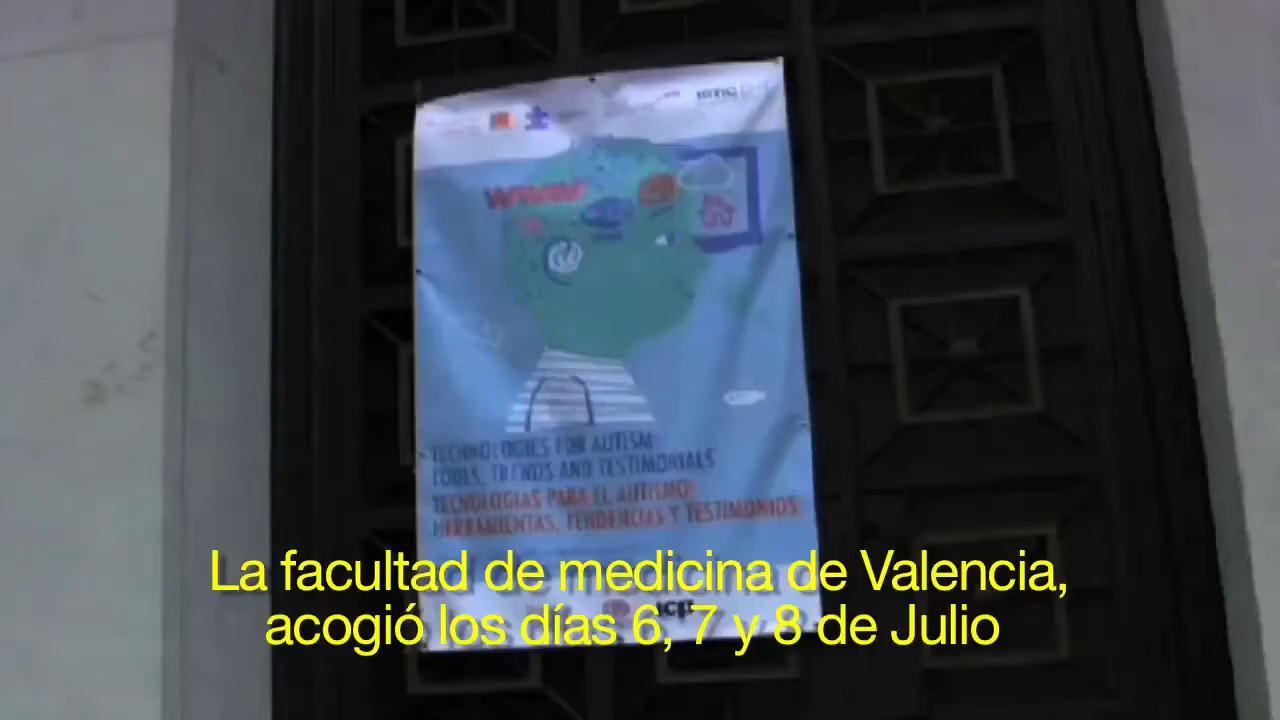 www
TECHNOLOGIES FOR AUTISM:
TOOLS, TRENDS AND TESTIMONIALS
TECNOLOGÍAS PARA EL AUTISMO:
HERRAMIENTAS, TENDENCIAS Y TESTIMONIOS
La facultad de medicina de Valencia,
acogió los días 6, 7 y 8 de Julio